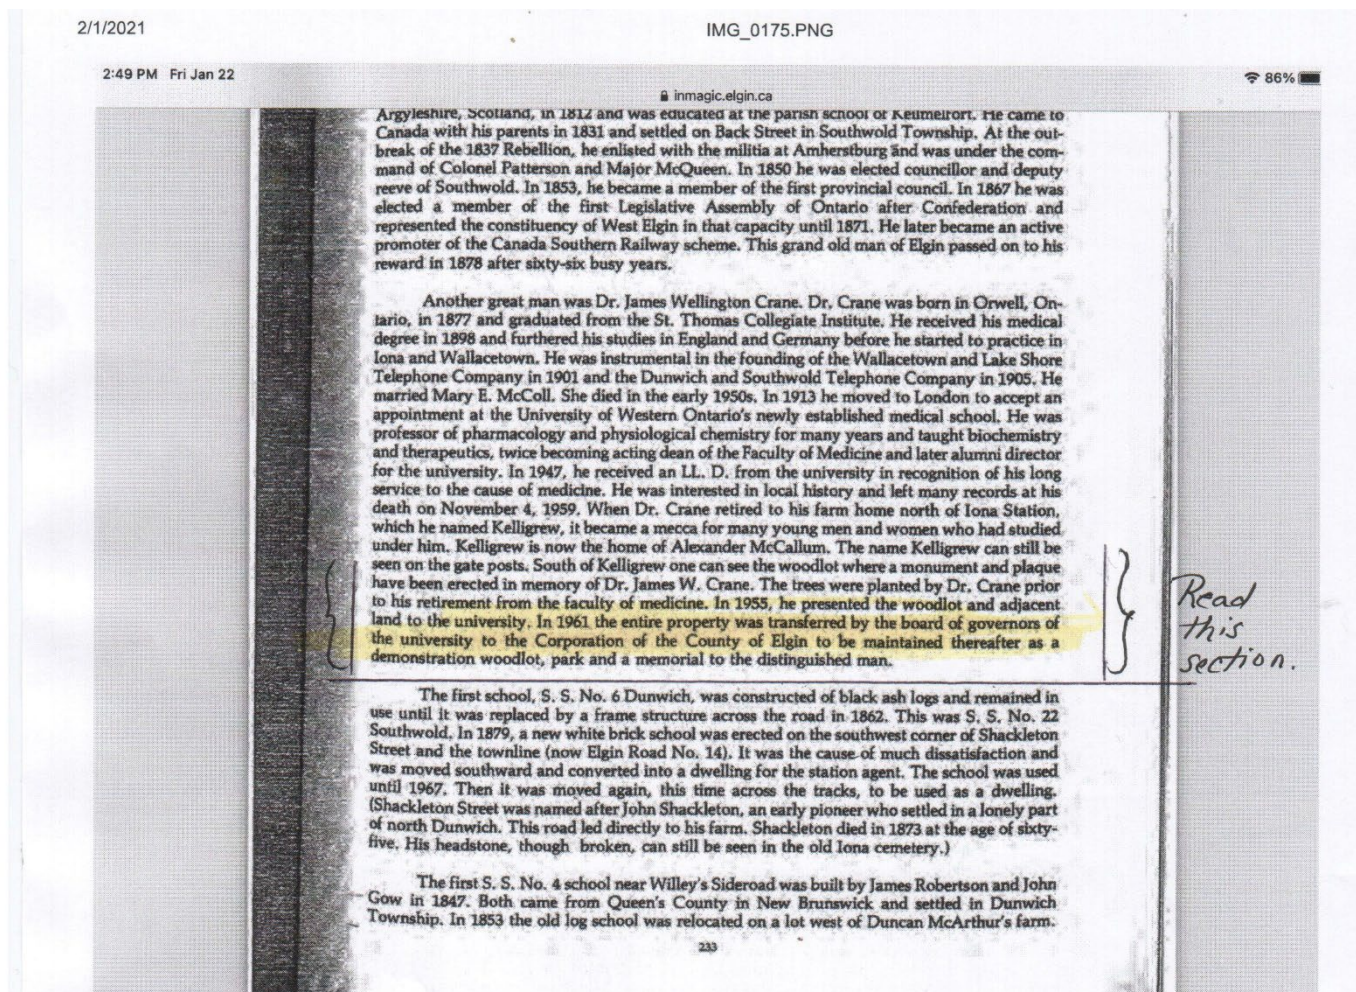 2/1/2021 IMG_0175.PNG
2:49 PM Fri Jan 22 86%
inmagic.elgin.ca
Argyleshire, Scotland, in 1812 and was educated at the parish school of He came to
Canada with his parents in 1831 and settled on Back Street in Southwold Township. At the out-
break of the 1837 Rebellion, he enlisted with the militia at Amherstburg and was under the com-
mand of Colonel Patterson and Major McQueen. In 1850 he was elected councillor and deputy
reeve of Southwold. In 1853, he became a member of the first provincial council. In 1867 he was
elected a member of the first Legislative Assembly of Ontario after Confederation and
represented the constituency of West Elgin in that capacity until 1871. He later became an active
promoter of the Canada Southern Railway scheme. This grand old man of Elgin passed on to his
reward in 1878 after sixty-six busy years.
Another great man was Dr. James Wellington Crane. Dr. Crane was born in Orwell, On-
tario, in 1877 and graduated from the St. Thomas Collegiate Institute. He received his medical
degree in 1898 and furthered his studies in England and Germany before he started to practice in
Iona and Wallacetown. He was instrumental in the founding of the Wallacetown and Lake Shore
Telephone Company in 1901 and the Dunwich and Southwold Telephone Company in 1905. He
married Mary E. McColl. She died in the early 1950s. In 1913 he moved to London to accept an
appointment at the University of Western Ontario's newly established medical school. He was
professor of pharmacology and physiological chemistry for many years and taught biochemistry
and therapeutics, twice becoming acting dean of the Faculty of Medicine and later alumni director
for the university. In 1947, he received an LL. D. from the university in recognition of his long
service to the cause of medicine. He was interested in local history and left many records at his
death on November 4, 1959. When Dr. Crane retired to his farm home north of Iona Station,
which he named Kelligrew, it became a mecca for many young men and women who had studied
under him. Kelligrew is now the home of Alexander McCallum. The name Kelligrew can still be
seen on the gate posts. South of Kelligrew one can see the woodlot where a monument and plaque
have been erected in memory of Dr. James W. Crane. The trees were planted by Dr. Crane prior
to his retirement from the faculty of medicine. In 1955, he presented the woodlot and adjacent
land to the university. In 1961 the entire property was transferred by the board of governors of
the university to the Corporation of the County of Elgin to be maintained thereafter as a
demonstration woodlot, park and a memorial to the distinguished man.
Read
this
section.
The first school, S. S. No. 6 Dunwich, was constructed of black ash logs and remained in
use until it was replaced by a frame structure across the road in 1862. This was S. S. No. 22
Southwold. In 1879, a new white brick school was erected on the southwest corner of Shackleton
Street and the townline (now Elgin Road No. 14). It was the cause of much dissatisfaction and
was moved southward and converted into a dwelling for the station agent. The school was used
until 1967. Then it was moved again, this time across the tracks, to be used as a dwelling.
(Shackleton Street was named after John Shackleton, an early pioneer who settled in a lonely part
of north Dunwich. This road led directly to his farm. Shackleton died in 1873 at the age of sixty-
five. His headstone, though broken, can still be seen in the old Iona cemetery.)
The first S. S. No. 4 school near Willey's Sideroad was built by James Robertson and John
Gow in 1847. Both came from Queen's County in New Brunswick and settled in Dunwich
Township. In 1853 the old log school was relocated on a lot west of Duncan McArthur's farm.
233